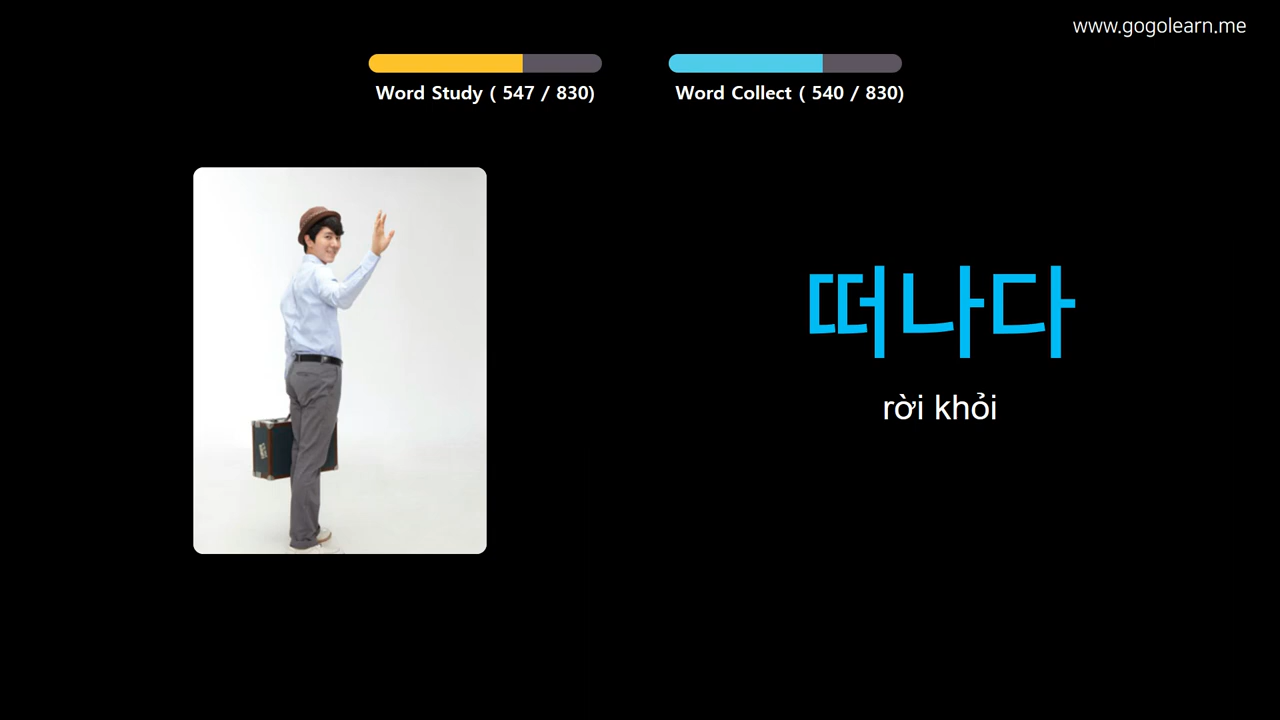 www.gogolearn.me
Word Study ( 547 / 830)
Word Collect ( 540 / 830)
떠나다
rời khỏi